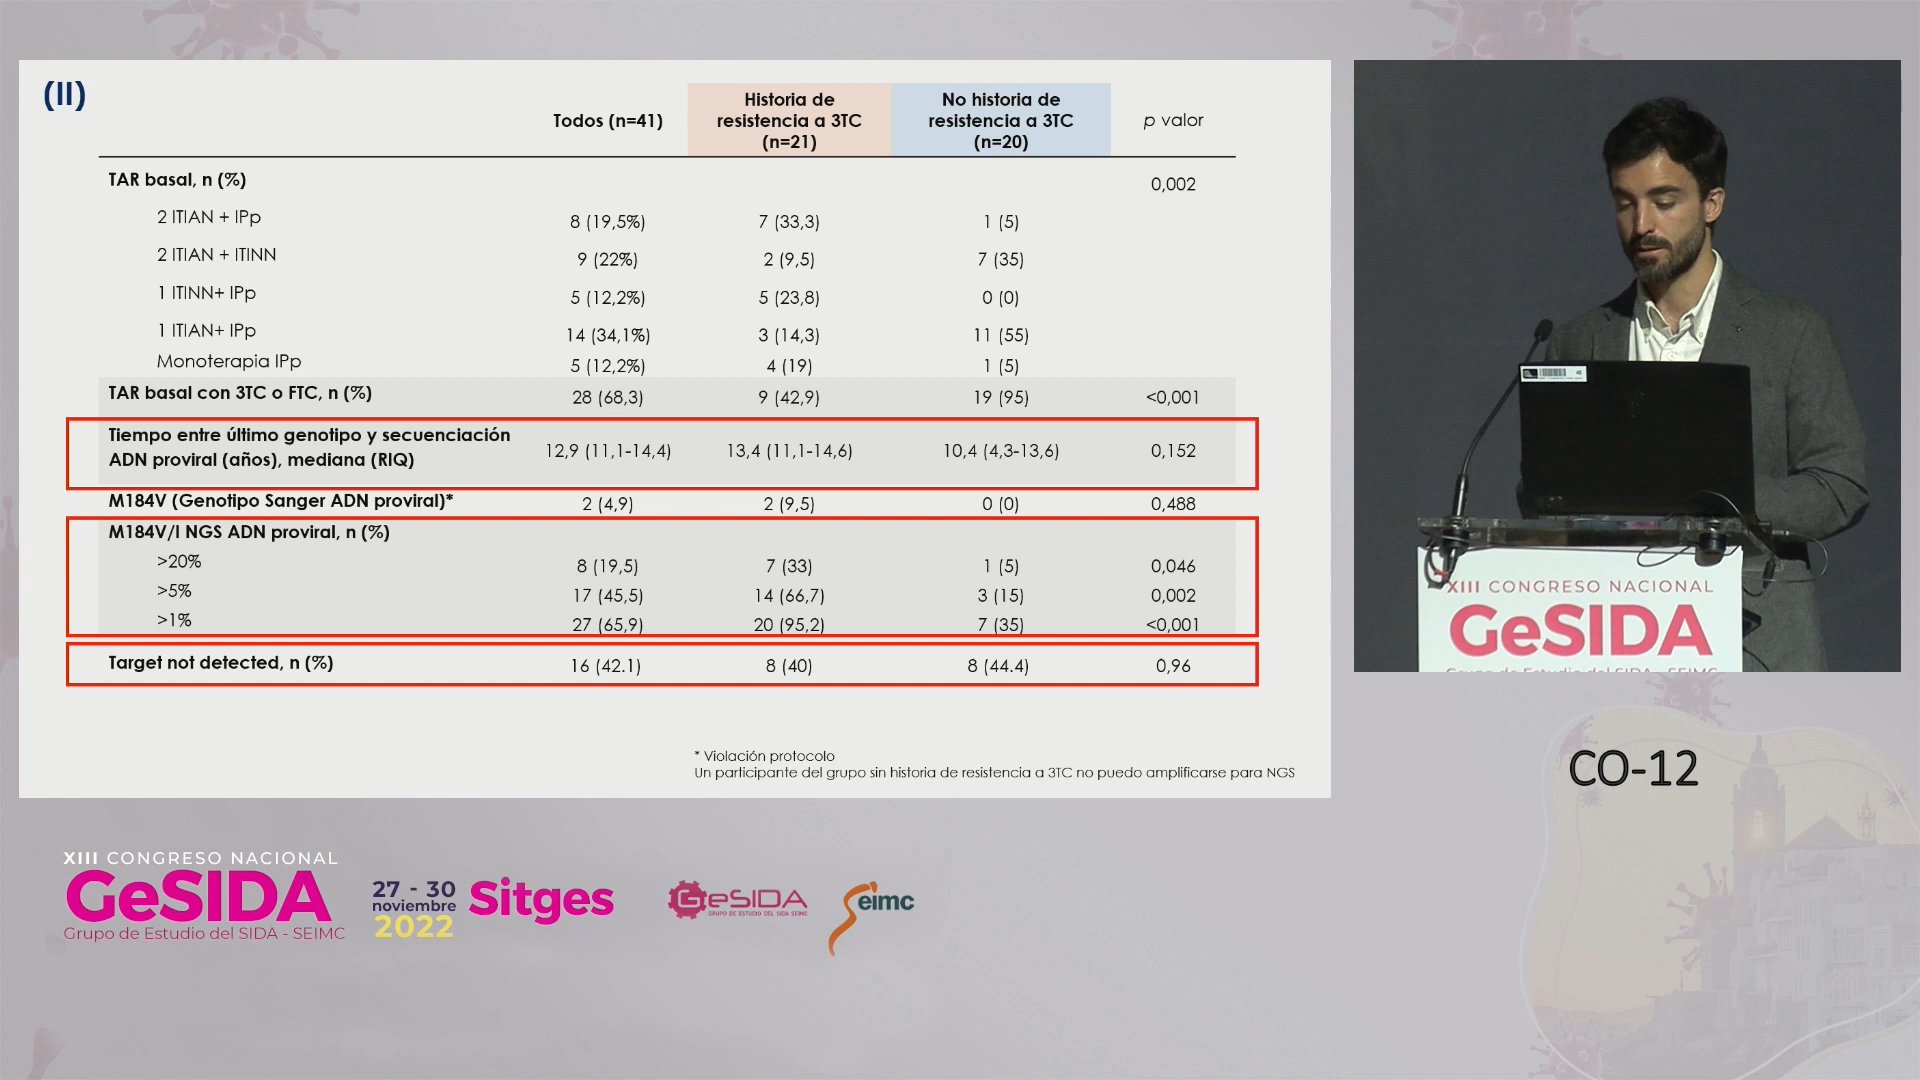 (II)
Todos (n=41)
Historia de
resistencia a 3TC
(n=21)
No historia de
resistencia a 3TC
(n=20)
p valor
TAR basal, n (%)
0,002
2 ITIAN + IPp 8 (19,5%) 7 (33,3) 1 (5)
2 ITIAN + ITINN 9 (22%) 2 (9,5) 7 (35)
1 ITINN+ IPp 5 (12,2%) 5 (23,8) 0 (0)
1 ITIAN+ IPp 14 (34,1%) 3 (14,3) 11 (55)
Monoterapia IPp 5 (12,2%) 4 (19) 1 (5)
TAR basal con 3TC o FTC, n (%) 28 (68,3) 9 (42,9) 19 (95) <0,001
Tiempo entre último genotipo y secuenciación
ADN proviral (años), mediana (RIQ) 12,9 (11,1-14,4) 13,4 (11,1-14,6) 10,4 (4,3-13,6) 0,152
M184V (Genotipo Sanger ADN proviral)* 2 (4,9) 2 (9,5) 0 (0) 0,488
M184V/I NGS ADN proviral, n (%)
>20% 8 (19,5) 7 (33) 1 (5) 0,046
>5% 17 (45,5) 14 (66,7) 3 (15) 0,002
>1% 27 (65,9) 20 (95,2) 7 (35) <0,001
Target not detected, n (%) 16 (42.1) 8 (40) 8 (44.4) 0,96
* Violación protocolo
Un participante del grupo sin historia de resistencia a 3TC no puedo amplificarse para NGS
XIII CONGRESO NACIONAL
GeSIDA
Grupo de Estudio del SIDA - SEIMC
CO-12
XIII CONGRESO NACIONAL
GeSIDA
Grupo de Estudio del SIDA - SEIMC
27 - 30
noviembre
2022
Sitges
GeSIDA
GRUPO DE ESTUDIO DEL SIDA SEIMC
Seimc